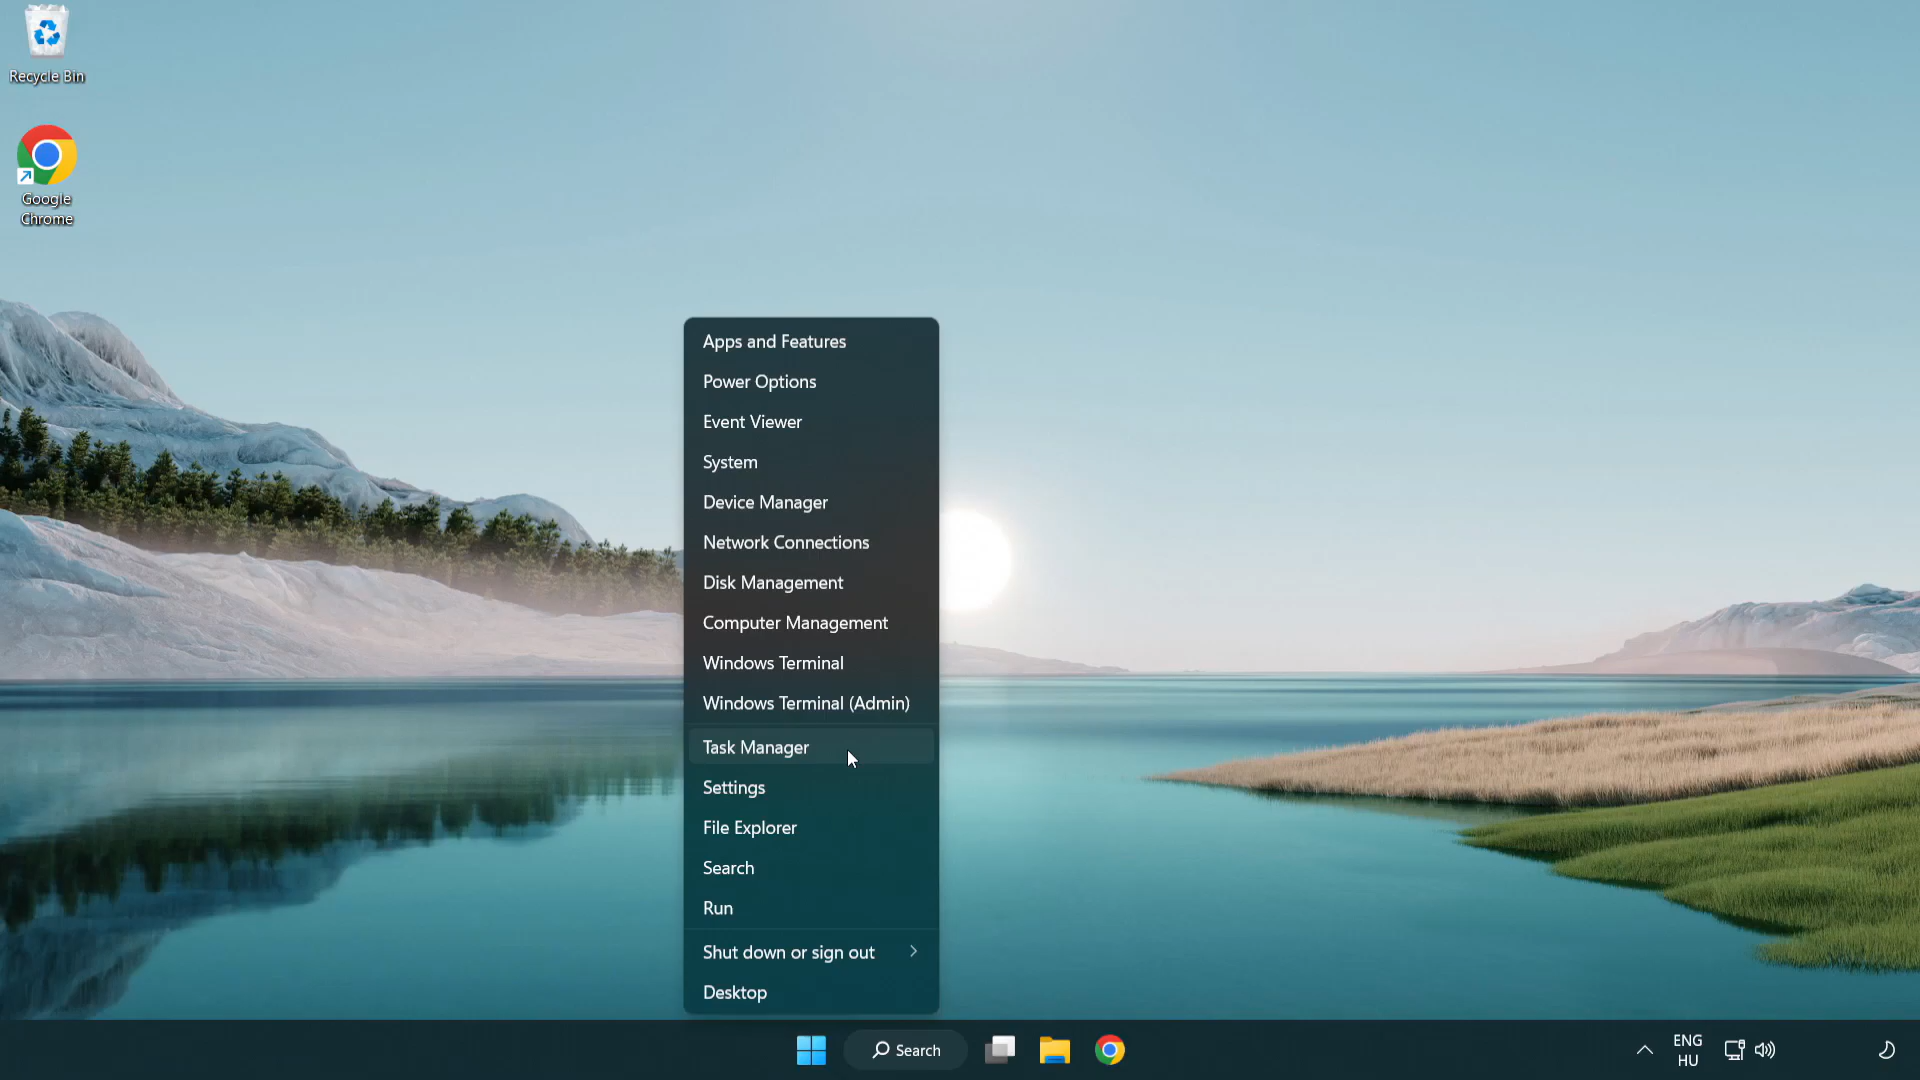 Recycle Bin
Google
Chrome
Apps and Features
Power Options
Event Viewer
System
Device Manager
Network Connections
Disk Management
Computer Management
Windows Terminal
Windows Terminal (Admin)
Task Manager
Settings
File Explorer
Search
Run
Shut down or sign out
Desktop
Search
ENG
HU